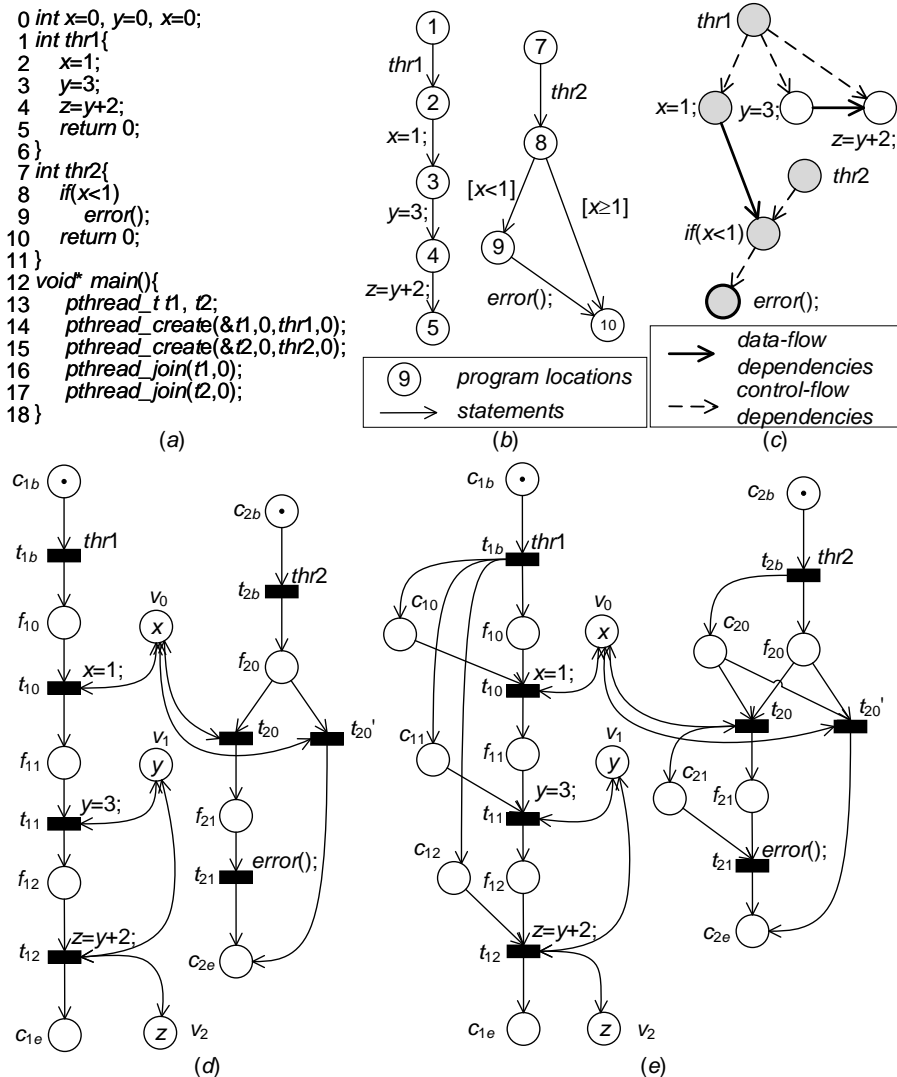 0 int x=0, y=0, x=0;
1 int thr1{
2 x=1;
3 y=3;
4 z=y+2;
5 return 0;
6 }
7 int thr2{
8 if(x<1)
9 error();
10 return 0;
11 }
12 void* main(){
13 pthread_t t1, t2;
14 pthread_create(&t1,0,thr1,0);
15 pthread_create(&t2,0,thr2,0);
16 pthread_join(t1,0);
17 pthread_join(t2,0);
18 }
(a)
1
thr1
2
x=1;
3
y=3;
4
z=y+2;
5
7
thr2
8
[x<1]
[x≥1]
9
error();
10
9 program locations
statements
(b)
thr1
x=1;
y=3;
z=y+2;
thr2
if(x<1)
error();
data-flow
dependencies
control-flow
dependencies
(c)
c1b
t1b thr1
f10
t10 x=1;
f11
t11 y=3;
f12
t12 z=y+2;
c1e
v0
x
v1
y
z v2
c2b
t2b thr2
f20
t20
t20'
f21
t21 error();
c2e
(d)
c1b
t1b thr1
c10
f10
t10 x=1;
c11
f11
t11 y=3;
c12
f12
t12 z=y+2;
c1e
v0
x
v1
y
z v2
c2b
t2b thr2
c20
f20
t20
t20'
c21
f21
t21 error();
c2e
(e)